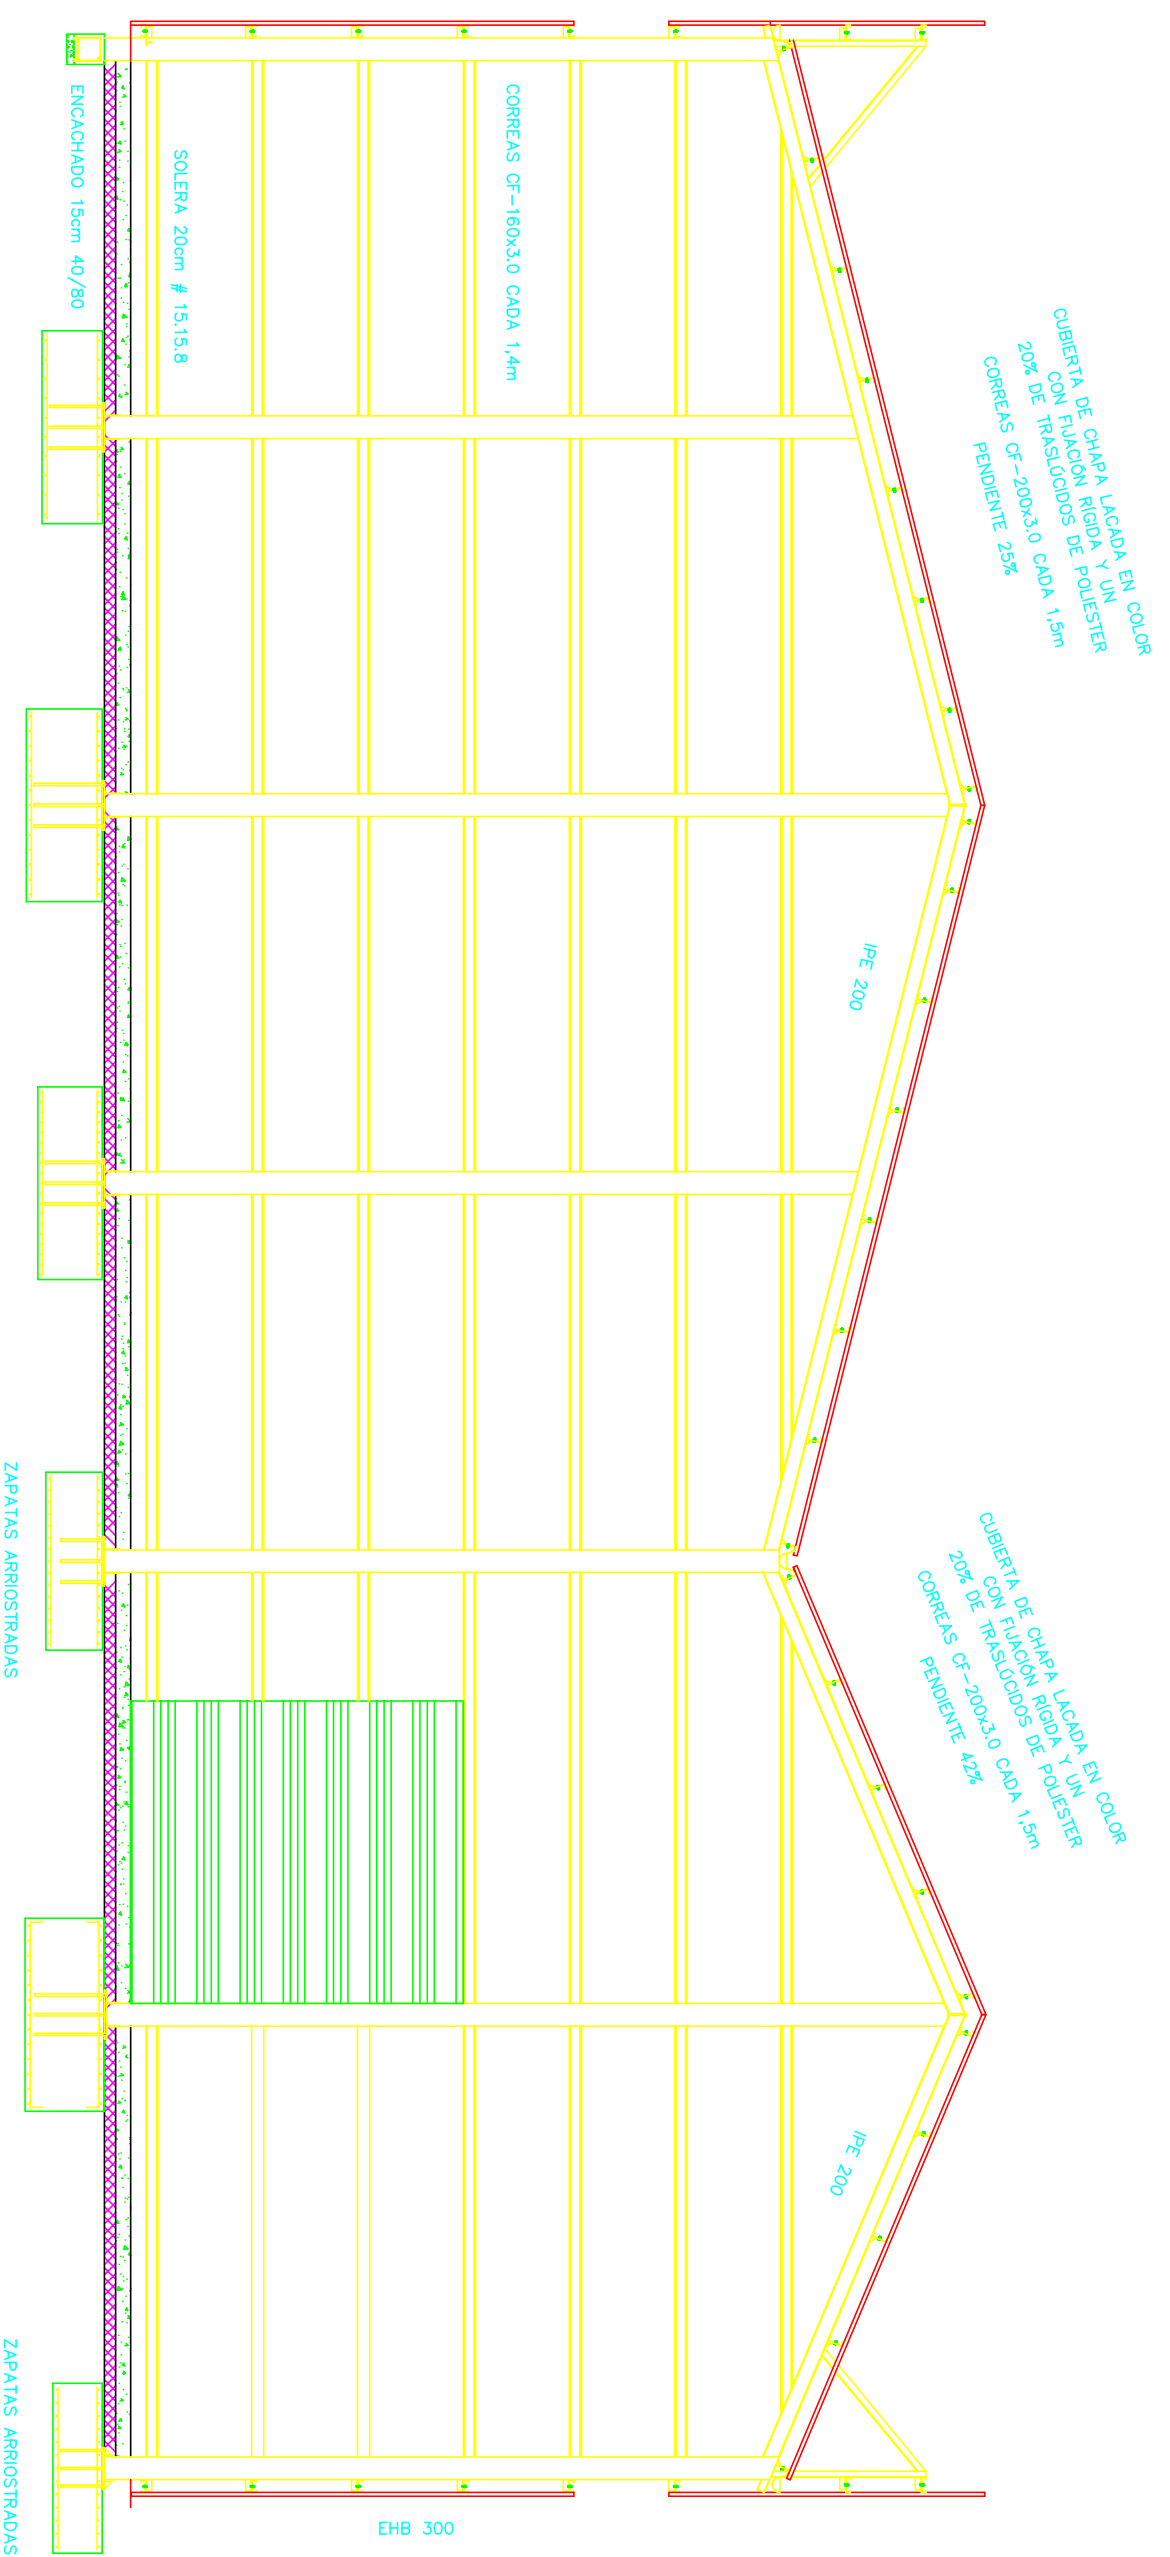 CUBIERTA DE CHAPA LACADA EN COLOR
CON FIJACIÓN RÍGIDA Y UN
20% DE TRASLÚCIDOS DE POLIESTER
CORREAS CF-200x3.0 CADA 1,5m
PENDIENTE 25%
CUBIERTA DE CHAPA LACADA EN COLOR
CON FIJACIÓN RÍGIDA Y UN
20% DE TRASLÚCIDOS DE POLIESTER
CORREAS CF-200x3.0 CADA 1,5m
PENDIENTE 42%
IPE 200
IPE 200
CORREAS CF-160x3.0 CADA 1,4m
EHB 300
SOLERA 20cm # 15.15.8
ENCACHADO 15cm 40/80
ZAPATAS ARRIOSTRADAS
ZAPATAS ARRIOSTRADAS